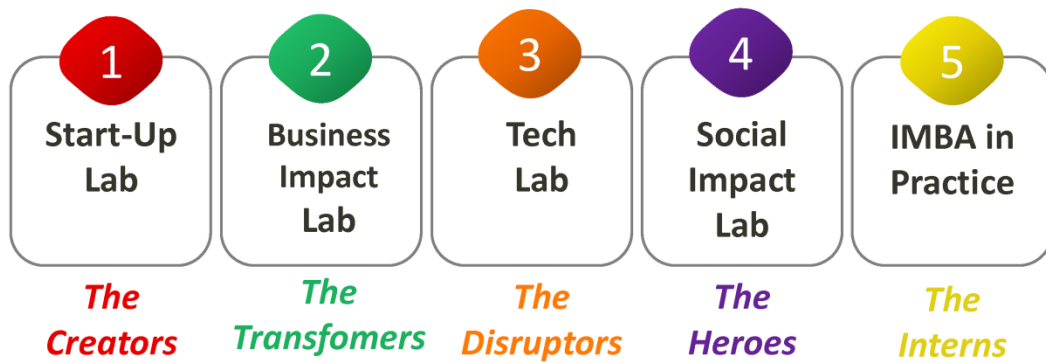 1
Start-Up
Lab
The
Creators
2
Business
Impact
Lab
The
Transfomers
3
Tech
Lab
The
Disruptors
4
Social
Impact
Lab
The
Heroes
5
IMBA in
Practice
The
Interns